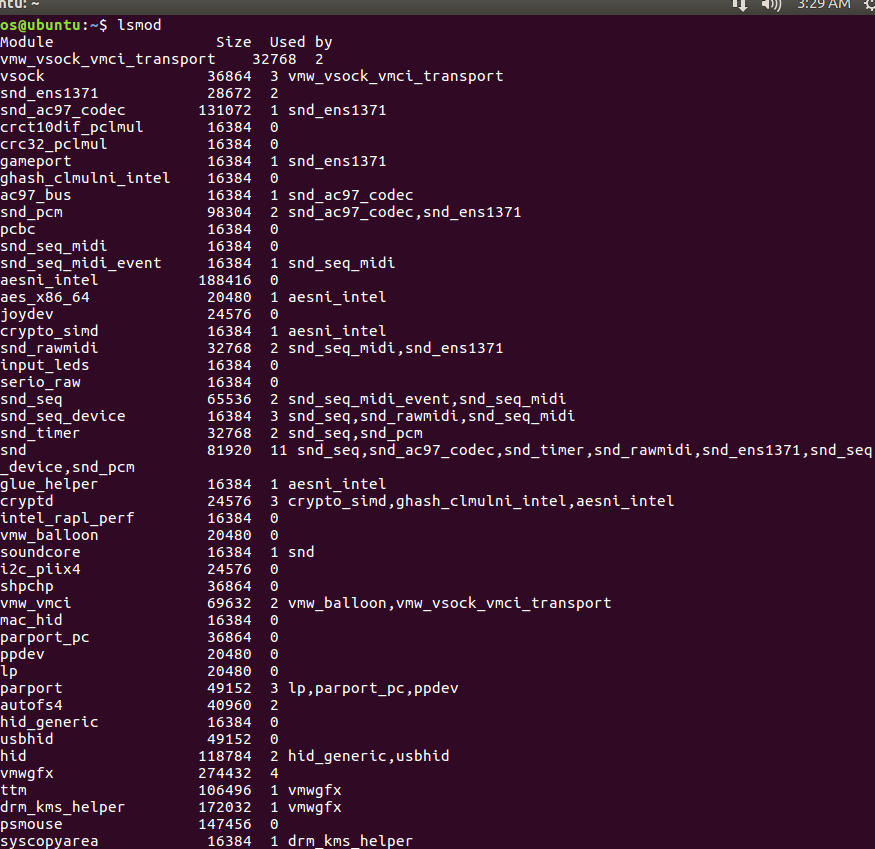 ntu: ~ 3:29 AM
os@ubuntu:~$ lsmod
Module                  Size  Used by
vmw_vsock_vmci_transport    32768  2
vsock                  36864  3 vmw_vsock_vmci_transport
snd_ens1371            28672  2
snd_ac97_codec        131072  1 snd_ens1371
crct10dif_pclmul       16384  0
crc32_pclmul           16384  0
gameport               16384  1 snd_ens1371
ghash_clmulni_intel    16384  0
ac97_bus               16384  1 snd_ac97_codec
snd_pcm                98304  2 snd_ac97_codec,snd_ens1371
pcbc                   16384  0
snd_seq_midi           16384  0
snd_seq_midi_event     16384  1 snd_seq_midi
aesni_intel           188416  0
aes_x86_64             20480  1 aesni_intel
joydev                 24576  0
crypto_simd            16384  1 aesni_intel
snd_rawmidi            32768  2 snd_seq_midi,snd_ens1371
input_leds             16384  0
serio_raw              16384  0
snd_seq                65536  2 snd_seq_midi_event,snd_seq_midi
snd_seq_device         16384  3 snd_seq,snd_rawmidi,snd_seq_midi
snd_timer              32768  2 snd_seq,snd_pcm
snd                    81920  11 snd_seq,snd_ac97_codec,snd_timer,snd_rawmidi,snd_ens1371,snd_seq
_device,snd_pcm
glue_helper            16384  1 aesni_intel
cryptd                 24576  3 crypto_simd,ghash_clmulni_intel,aesni_intel
intel_rapl_perf        16384  0
vmw_balloon            20480  0
soundcore              16384  1 snd
i2c_piix4              24576  0
shpchp                 36864  0
vmw_vmci               69632  2 vmw_balloon,vmw_vsock_vmci_transport
mac_hid                16384  0
parport_pc             36864  0
ppdev                  20480  0
lp                     20480  0
parport                49152  3 lp,parport_pc,ppdev
autofs4                40960  2
hid_generic            16384  0
usbhid                 49152  0
hid                   118784  2 hid_generic,usbhid
vmwgfx                274432  4
ttm                   106496  1 vmwgfx
drm_kms_helper        172032  1 vmwgfx
psmouse               147456  0
syscopyarea            16384  1 drm_kms_helper